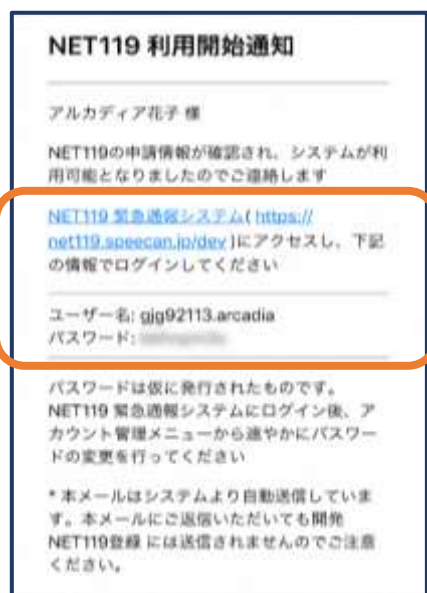 NET119 利用開始通知
アルカディア花子 様
NET119の申請情報が確認され、システムが利
用可能となりましたのでご連絡します
NET119 緊急通報システム( https://
net119.speecan.jp/dev )にアクセスし、下記
の情報でログインしてください
ユーザー名: gjg92113.arcadia
パスワード:
パスワードは仮に発行されたものです。
NET119 緊急通報システムにログイン後、ア
カウント管理メニューから速やかにパスワー
ドの変更を行ってください
* 本メールはシステムより自動送信していま
す。本メールにご返信いただいても開発
NET119登録 には送信されませんのでご注意
ください。